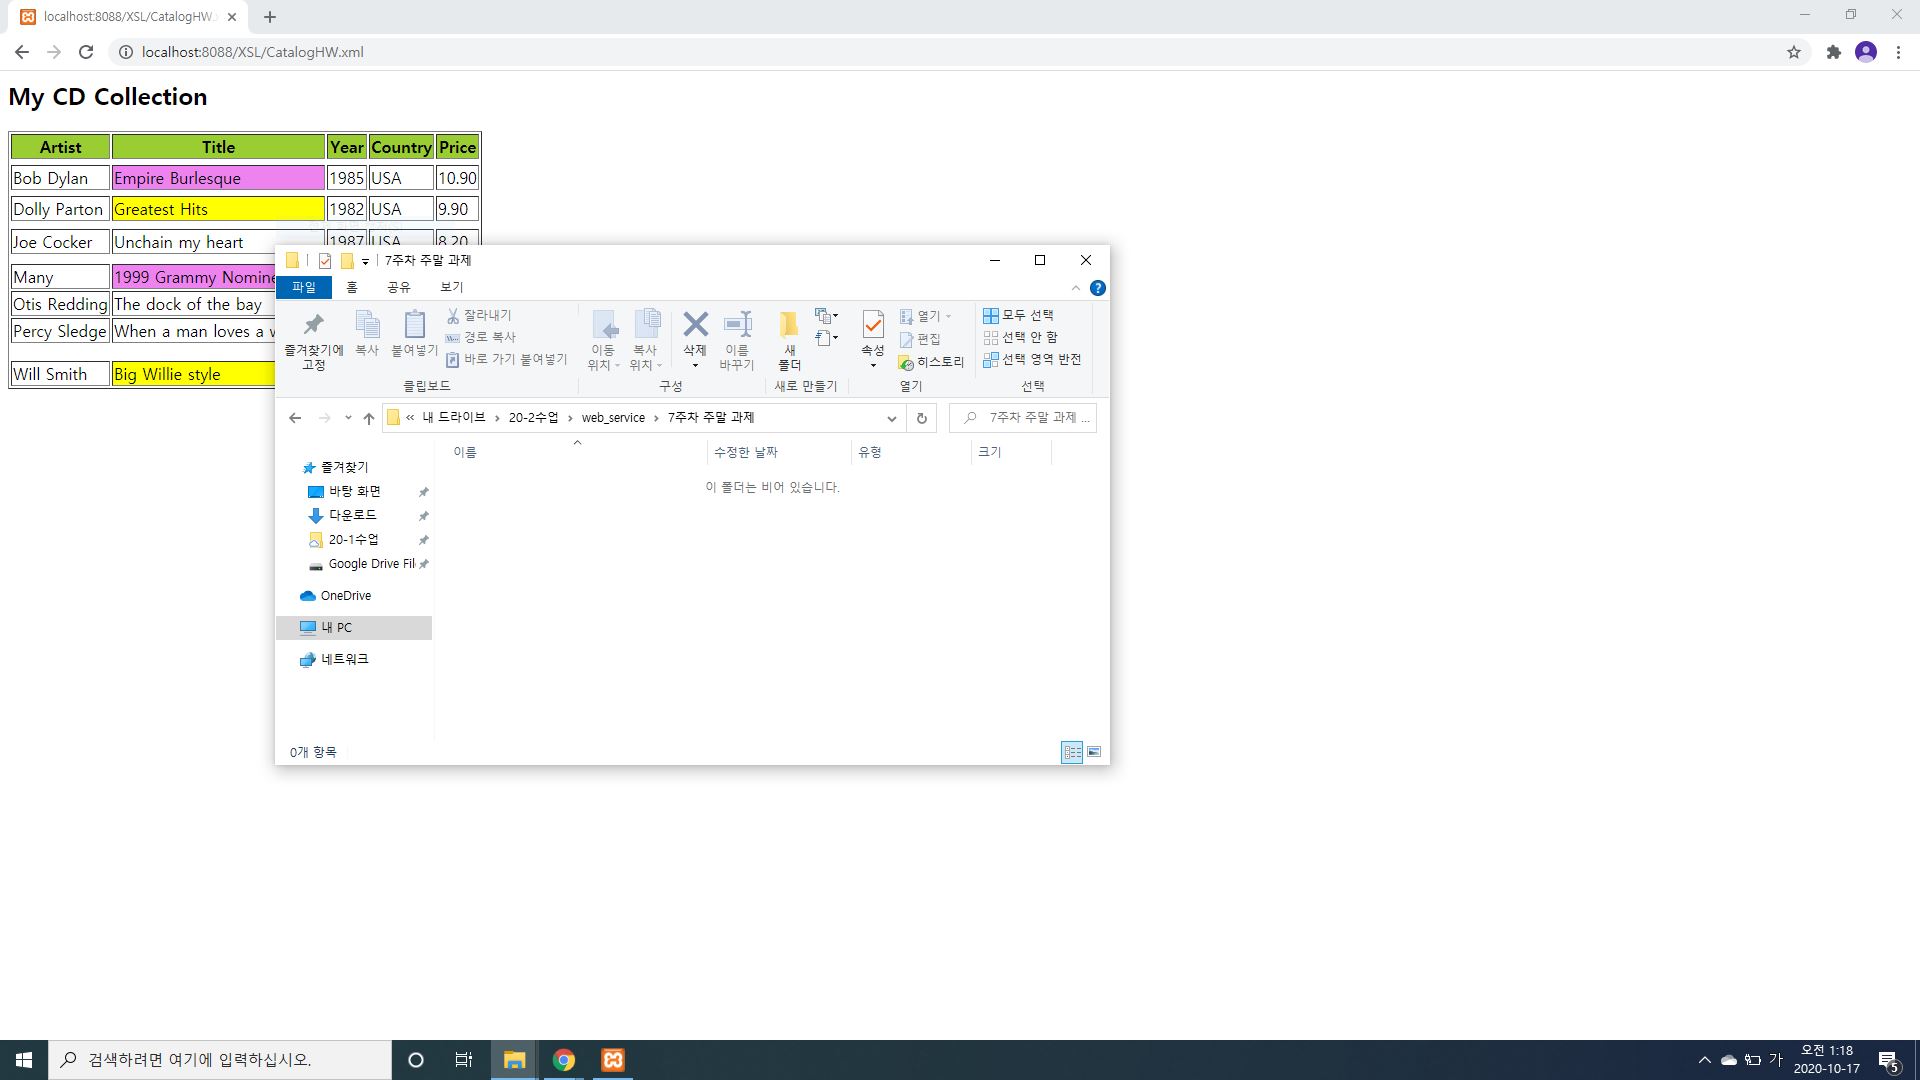 localhost:8088/XSL/CatalogHW.x
localhost:8088/XSL/CatalogHW.xml
My CD Collection
Artist Title Year Country Price
Bob Dylan Empire Burlesque 1985 USA 10.90
Dolly Parton Greatest Hits 1982 USA 9.90
Joe Cocker Unchain my heart 1987 USA 8.20
Many 1999 Grammy Nomine
Otis Redding The dock of the bay
Percy Sledge When a man loves a w
Will Smith Big Willie style
7주차 주말 과제
파일 홈 공유 보기
즐겨찾기에 고정
복사
붙여넣기
잘라내기
경로 복사
바로 가기 붙여넣기
클립보드
이동 위치
복사 위치
삭제
이름 바꾸기
구성
새 폴더
새로 만들기
속성
열기
편집
히스토리
열기
모두 선택
선택 안 함
선택 영역 반전
선택
« 내 드라이브 › 20-2수업 › web_service › 7주차 주말 과제
7주차 주말 과제 ...
이름 수정한 날짜 유형 크기
이 폴더는 비어 있습니다.
즐겨찾기
바탕 화면
다운로드
20-1수업
Google Drive Fil
OneDrive
내 PC
네트워크
0개 항목
검색하려면 여기에 입력하십시오.
가
오전 1:18
2020-10-17
5